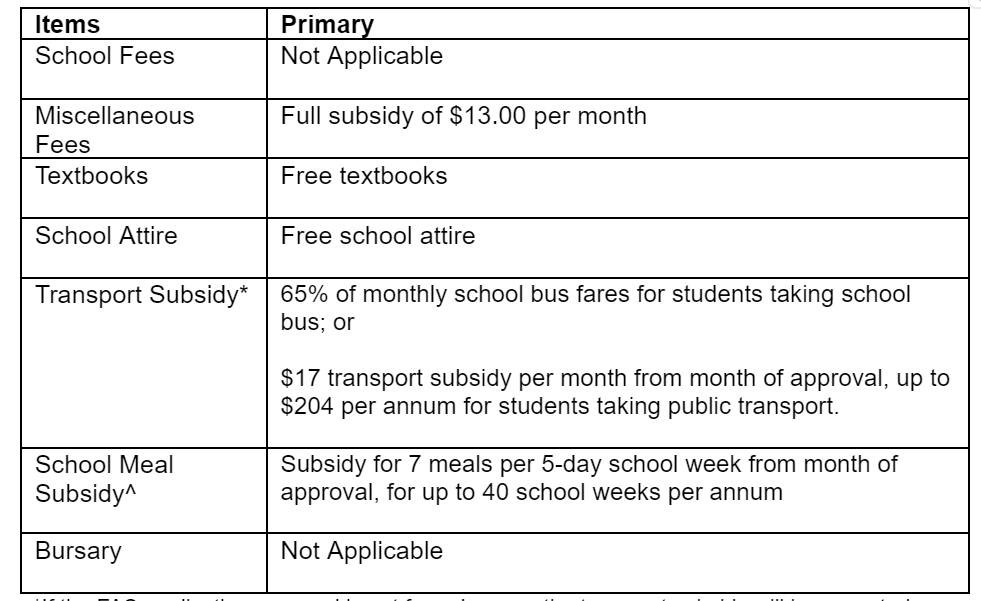 Items
Primary
School Fees
Not Applicable
Miscellaneous
Fees
Full subsidy of $13.00 per month
Textbooks
Free textbooks
School Attire
Free school attire
Transport Subsidy*
65% of monthly school bus fares for students taking school
bus; or
$17 transport subsidy per month from month of approval, up to
$204 per annum for students taking public transport.
School Meal
Subsidy^
Subsidy for 7 meals per 5-day school week from month of
approval, for up to 40 school weeks per annum
Bursary
Not Applicable